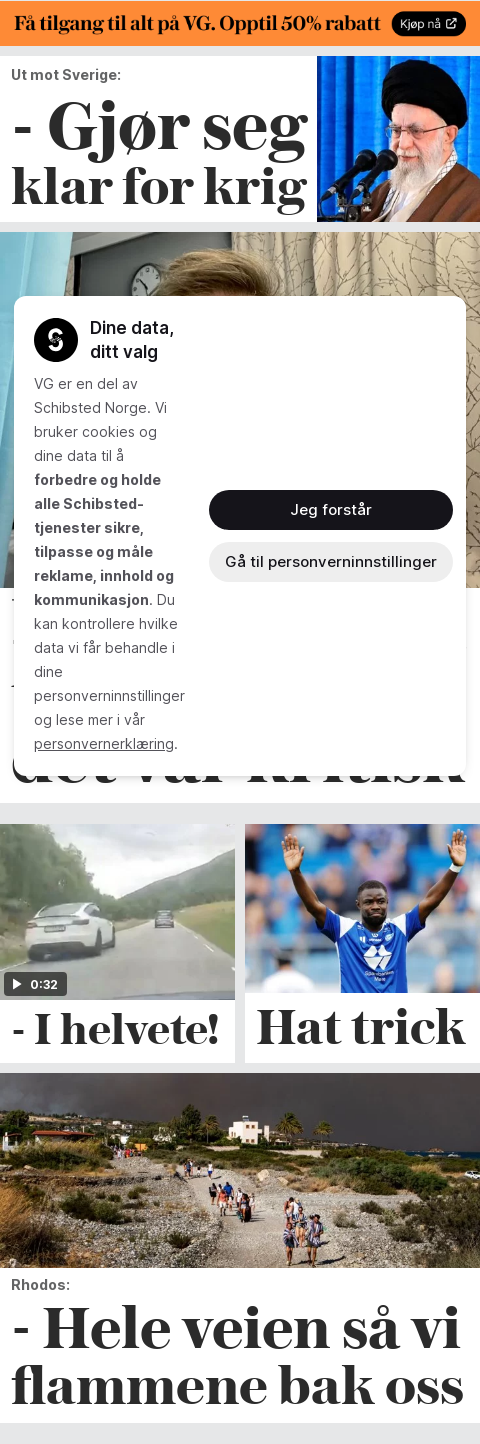 Få tilgang til alt på VG. Opptil 50% rabatt
Kjøp nå
Ut mot Sverige:
- Gjør seg
klar for krig
Dine data,
ditt valg
VG er en del av
Schibsted Norge. Vi
bruker cookies og
dine data til å
forbedre og holde
alle Schibsted-
tjenester sikre,
tilpasse og måle
reklame, innhold og
kommunikasjon. Du
kan kontrollere hvilke
data vi får behandle i
dine
personverninnstillinger
og lese mer i vår
personvernerklæring.
Jeg forstår
Gå til personverninnstillinger
det var kritisk
0:32
- I helvete!
Hat trick
Rhodos:
- Hele veien så vi
flammene bak oss